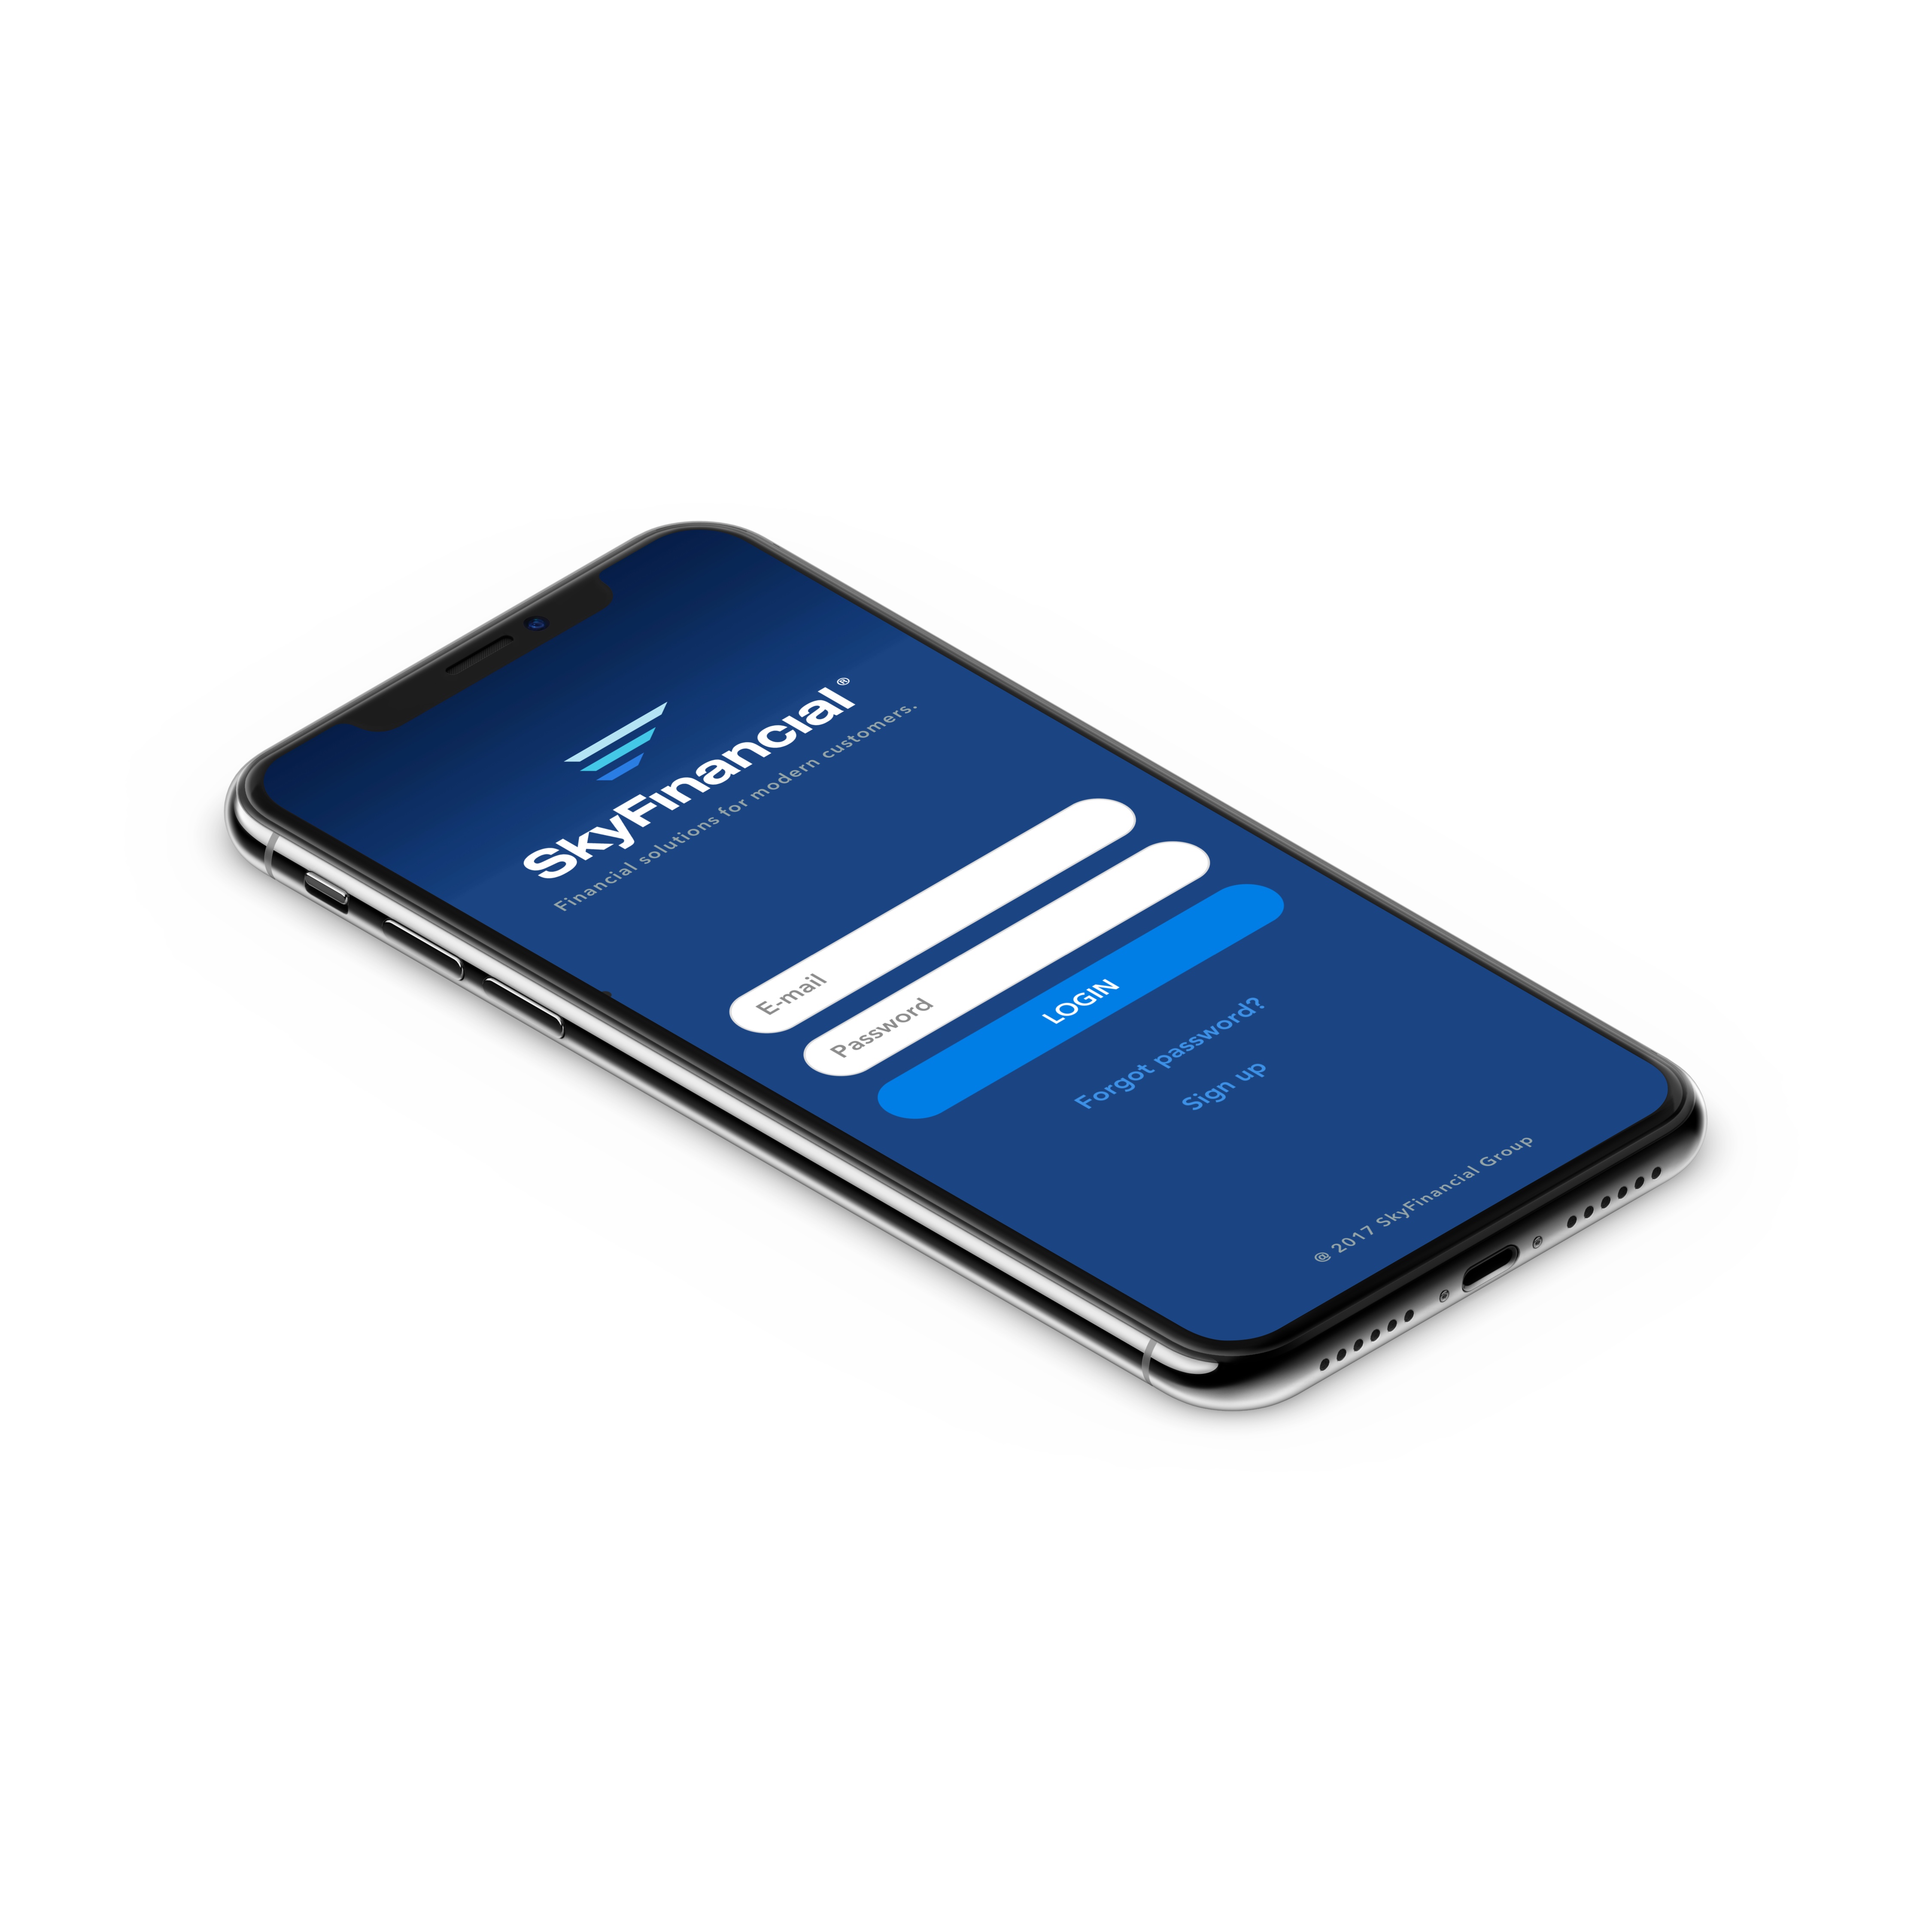 SkyFinancial®
Financial solutions for modern customers.
E-mail
Password
LOGIN
Forgot password?
Sign up
@ 2017 SkyFinancial Group